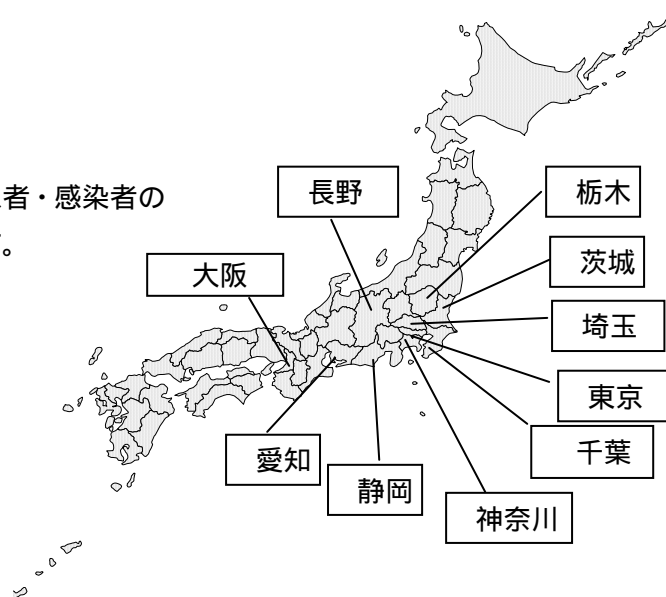 者・感染者の
。
長野
栃木
大阪
茨城
埼玉
東京
千葉
愛知
静岡
神奈川